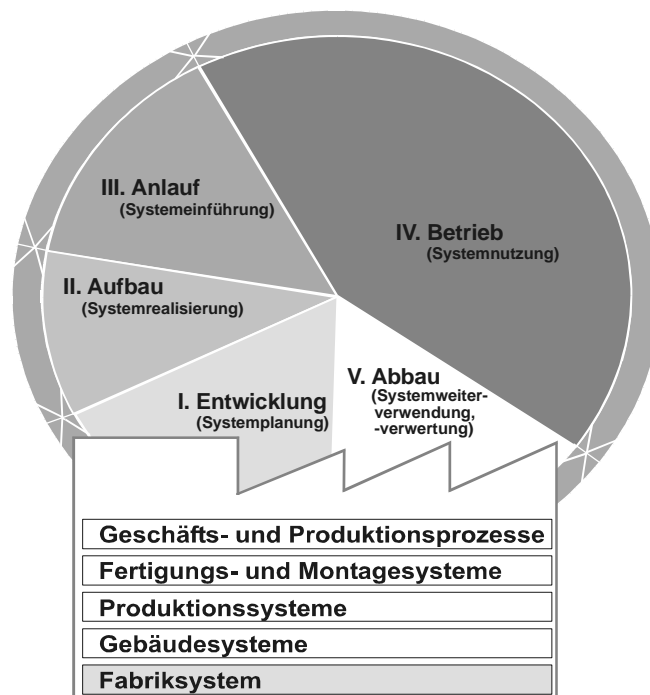 III. Anlauf
(Systemeinführung)
IV. Betrieb
(Systemnutzung)
II. Aufbau
(Systemrealisierung)
V. Abbau
(Systemweiter-
verwendung,
-verwertung)
I. Entwicklung
(Systemplanung)
Geschäfts- und Produktionsprozesse
Fertigungs- und Montagesysteme
Produktionssysteme
Gebäudesysteme
Fabriksystem